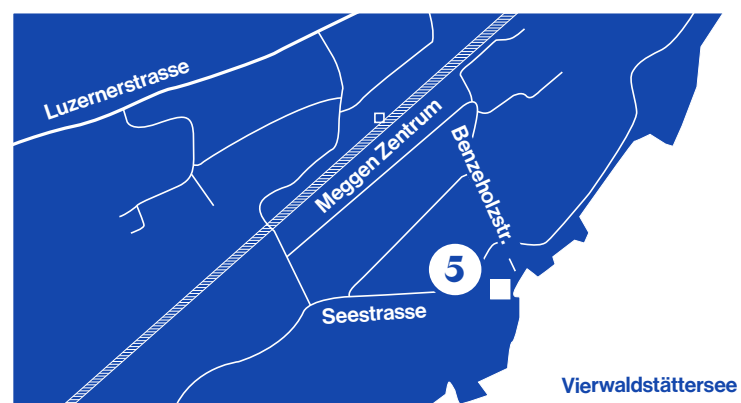 Luzernerstrasse
Meggen Zentrum
Benzeholzstr.
5
Seestrasse
Vierwaldstättersee